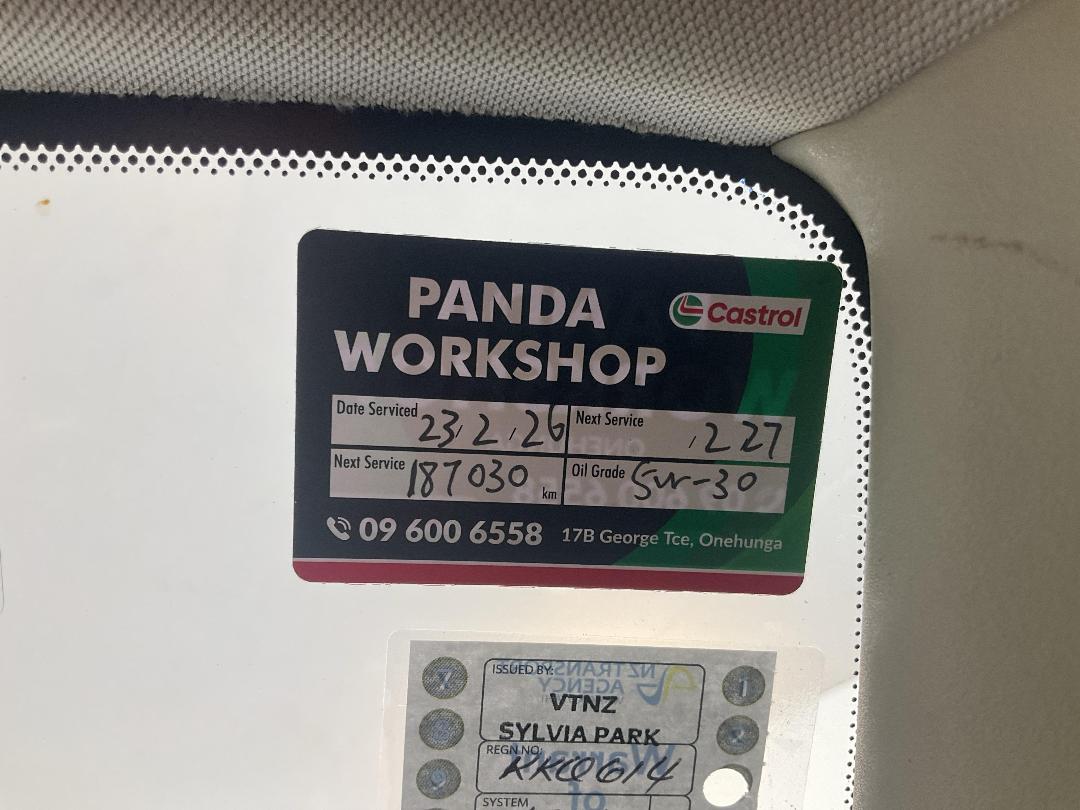 PANDA
WORKSHOP
Castrol
Date Serviced 23.2.26
Next Service .2 27
Next Service 187030 km
Oil Grade 5w-30
09 600 6558 17B George Tce, Onehunga
ISSUED BY:
VTNZ
SYLVIA PARK
REGN NO:
SYSTEM